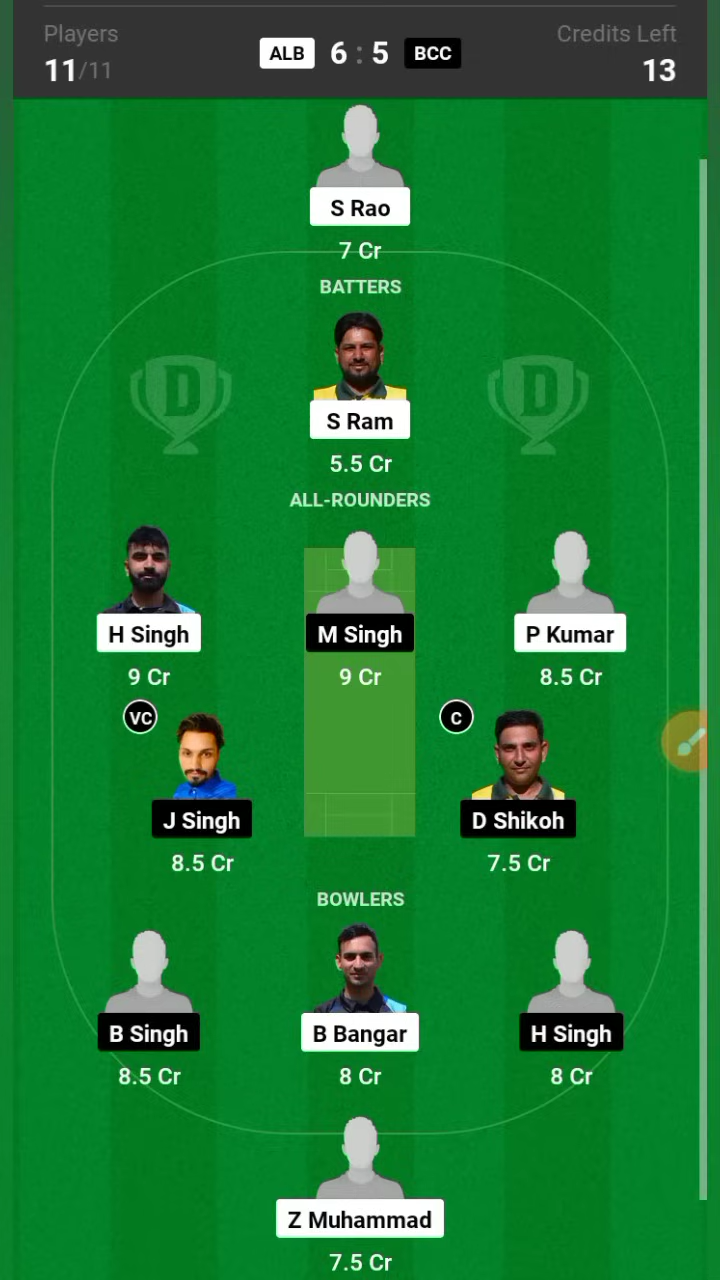 Players
Credits Left
11/11
ALB 6 : 5 BCC
13
S Rao
7 Cr
BATTERS
D D
S Ram
5.5 Cr
ALL-ROUNDERS
H Singh M Singh P Kumar
9 Cr 9 Cr 8.5 Cr
VC C
J Singh D Shikoh
8.5 Cr 7.5 Cr
BOWLERS
B Singh B Bangar H Singh
8.5 Cr 8 Cr 8 Cr
Z Muhammad
7.5 Cr